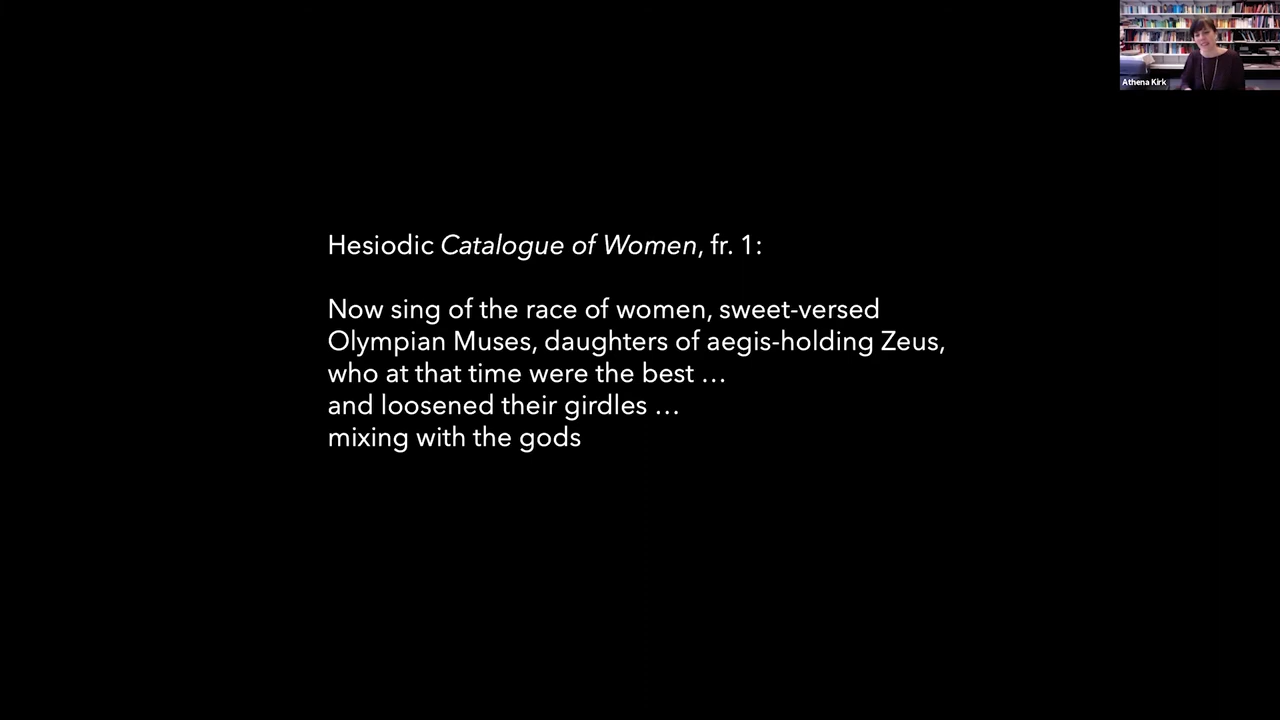 Athena Kirk
Hesiodic Catalogue of Women, fr. 1:
Now sing of the race of women, sweet-versed
Olympian Muses, daughters of aegis-holding Zeus,
who at that time were the best …
and loosened their girdles …
mixing with the gods